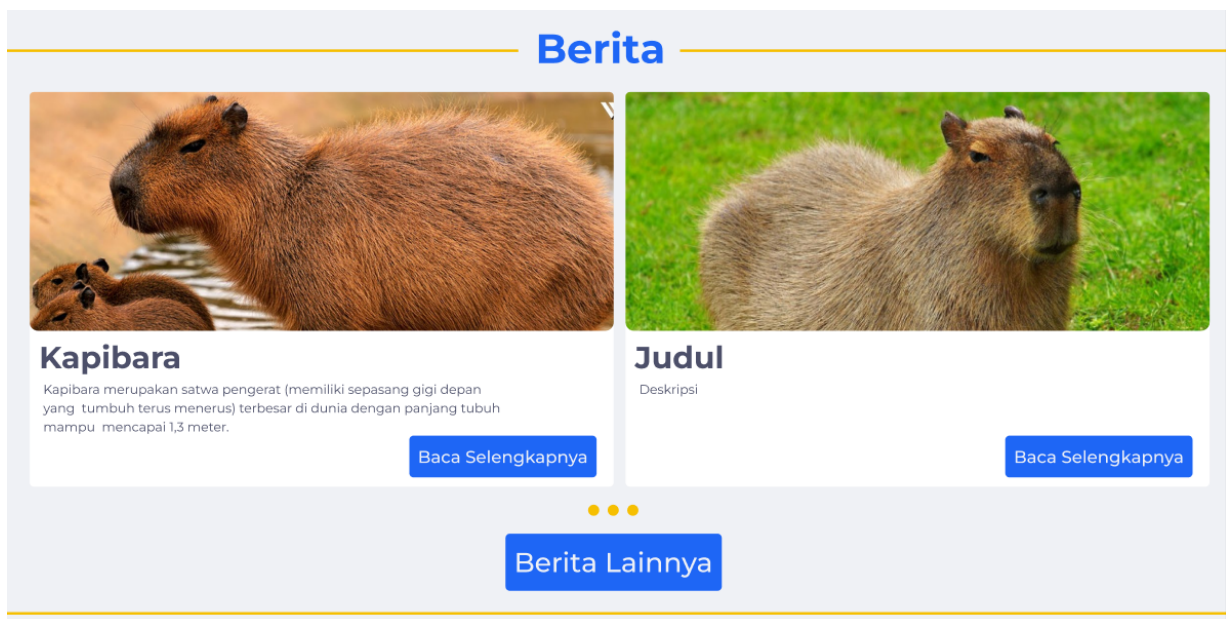 Berita
Kapibara
Kapibara merupakan satwa pengerat (memiliki sepasang gigi depan
yang tumbuh terus menerus) terbesar di dunia dengan panjang tubuh
mampu mencapai 1,3 meter.
Baca Selengkapnya
Judul
Deskripsi
Baca Selengkapnya
Berita Lainnya